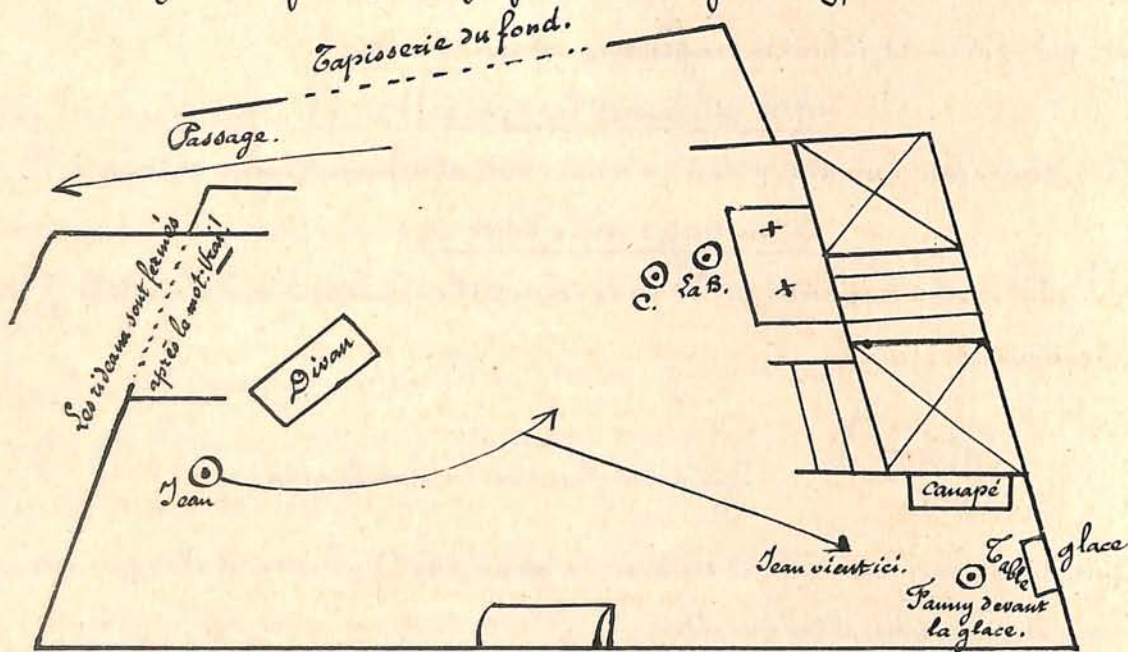 Tapisserie du fond.
Passage.
Les rideaux sont fermés
après le mot: Vrai!
C.
La B.
Divan
Jean
Canapé
Jean vient ici.
Table
glace
Fanny devant
la glace.